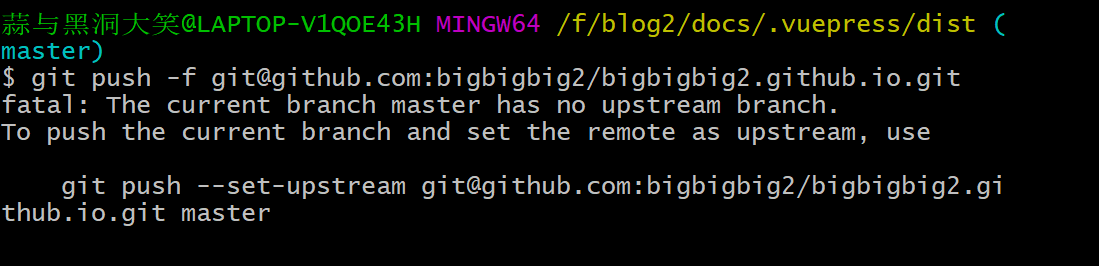 蒜与黑洞大笑@LAPTOP-V1QOE43H MINGW64 /f/blog2/docs/.vuepress/dist (
master)
$ git push -f git@github.com:bigbigbig2/bigbigbig2.github.io.git
fatal: The current branch master has no upstream branch.
To push the current branch and set the remote as upstream, use
    git push --set-upstream git@github.com:bigbigbig2/bigbigbig2.gi
thub.io.git master